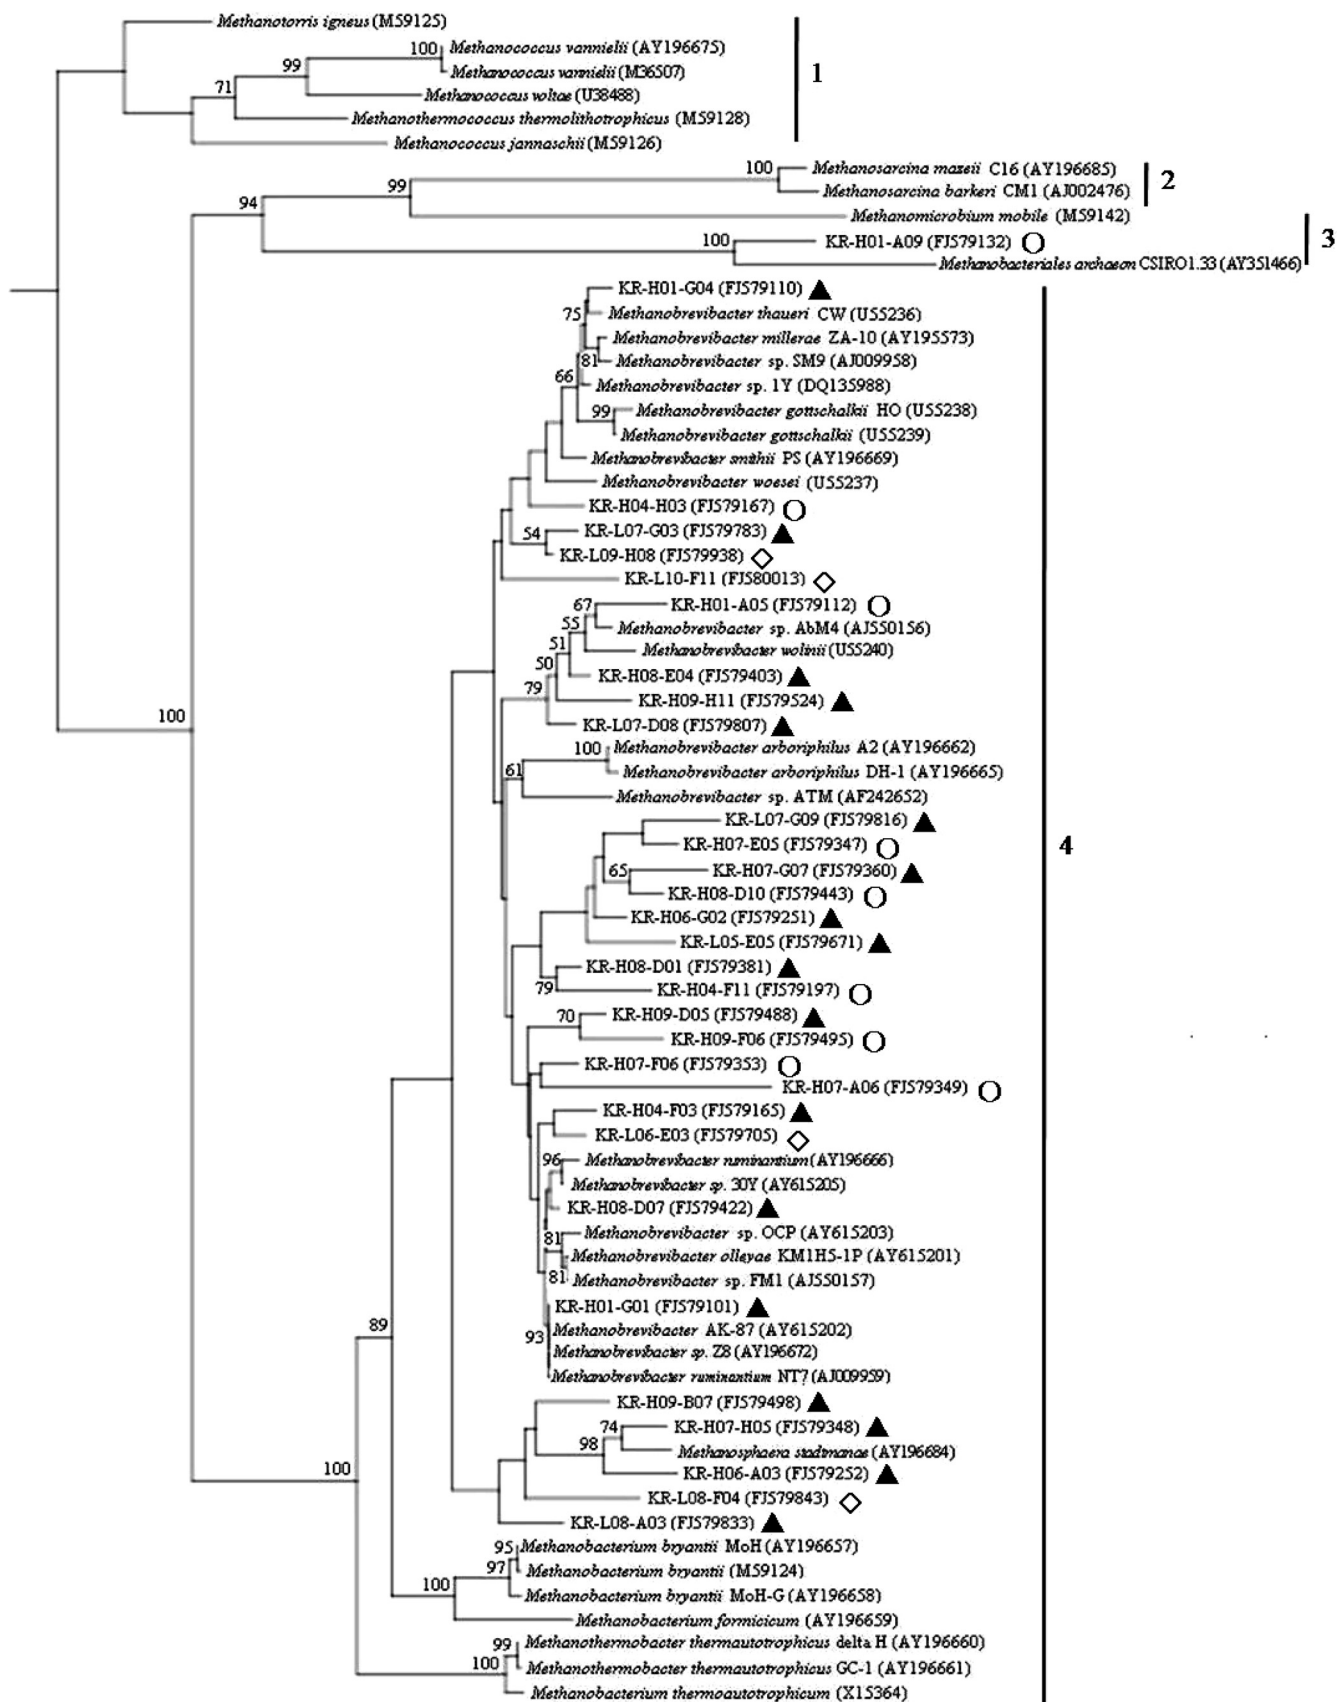 Methanotorris igneus (M59125)
100 Methanococcus vannielii (AY196675)
99
Methanococcus vannielii (M36507)
1
71
Methanococcus voltae (U38488)
Methanothermococcus thermolithotrophicus (M59128)
Methanococcus jannaschii (M59126)
100 Methanosarcina mazeii C16 (AY196685)
99
Methanosarcina barkeri CM1 (AJ002476)
2
94
Methanomicrobium mobile (M59142)
100 KR-H01-A09 (FJ579132)
3
Methanobacteriales archaeon CSIRO1.33 (AY351466)
KR-H01-G04 (FJ579110)
75
Methanobrevibacter thaueri CW (U55236)
Methanobrevibacter millerae ZA-10 (AY195573)
81
Methanobrevibacter sp. SM9 (AJ009958)
66
Methanobrevibacter sp. 1Y (DQ135988)
99 Methanobrevibacter gottschalkii HO (U55238)
Methanobrevibacter gottschalkii (U55239)
Methanobrevibacter smithii PS (AY196669)
Methanobrevibacter woesei (U55237)
KR-H04-H03 (FJ579167)
54
KR-L07-G03 (FJ579783)
KR-L09-H08 (FJ579938)
KR-L10-F11 (FJ580013)
67 KR-H01-A05 (FJ579112)
55
Methanobrevibacter sp. AbM4 (AJ550156)
51
Methanobrevibacter wolinii (U55240)
50
KR-H08-E04 (FJ579403)
79
KR-H09-H11 (FJ579524)
100
KR-L07-D08 (FJ579807)
100 Methanobrevibacter arboriphilus A2 (AY196662)
61
Methanobrevibacter arboriphilus DH-1 (AY196665)
Methanobrevibacter sp. ATM (AF242652)
KR-L07-G09 (FJ579816)
KR-H07-E05 (FJ579347)
4
65 KR-H07-G07 (FJ579360)
KR-H08-D10 (FJ579443)
KR-H06-G02 (FJ579251)
KR-L05-E05 (FJ579671)
KR-H08-D01 (FJ579381)
79
KR-H04-F11 (FJ579197)
70 KR-H09-D05 (FJ579488)
KR-H09-F06 (FJ579495)
KR-H07-F06 (FJ579353)
KR-H07-A06 (FJ579349)
KR-H04-F03 (FJ579165)
KR-L06-E03 (FJ579705)
96 Methanobrevibacter ruminantium (AY196666)
Methanobrevibacter sp. 30Y (AY615205)
KR-H08-D07 (FJ579422)
81
Methanobrevibacter sp. OCP (AY615203)
Methanobrevibacter olleyae KM1H5-1P (AY615201)
81
Methanobrevibacter sp. FM1 (AJ550157)
KR-H01-G01 (FJ579101)
89
93
Methanobrevibacter AK-87 (AY615202)
Methanobrevibacter sp. Z8 (AY196672)
Methanobrevibacter ruminantium NT7 (AJ009959)
KR-H09-B07 (FJ579498)
74 KR-H07-H05 (FJ579348)
98
Methanosphaera stadtmanae (AY196684)
100
KR-H06-A03 (FJ579252)
KR-L08-F04 (FJ579843)
KR-L08-A03 (FJ579833)
95 Methanobacterium bryantii MoH (AY196657)
97
Methanobacterium bryantii (M59124)
100
Methanobacterium bryantii MoH-G (AY196658)
Methanobacterium formicicum (AY196659)
99 Methanothermobacter thermautotrophicus delta H (AY196660)
100
Methanothermobacter thermautotrophicus GC-1 (AY196661)
Methanobacterium thermoautotrophicum (X15364)